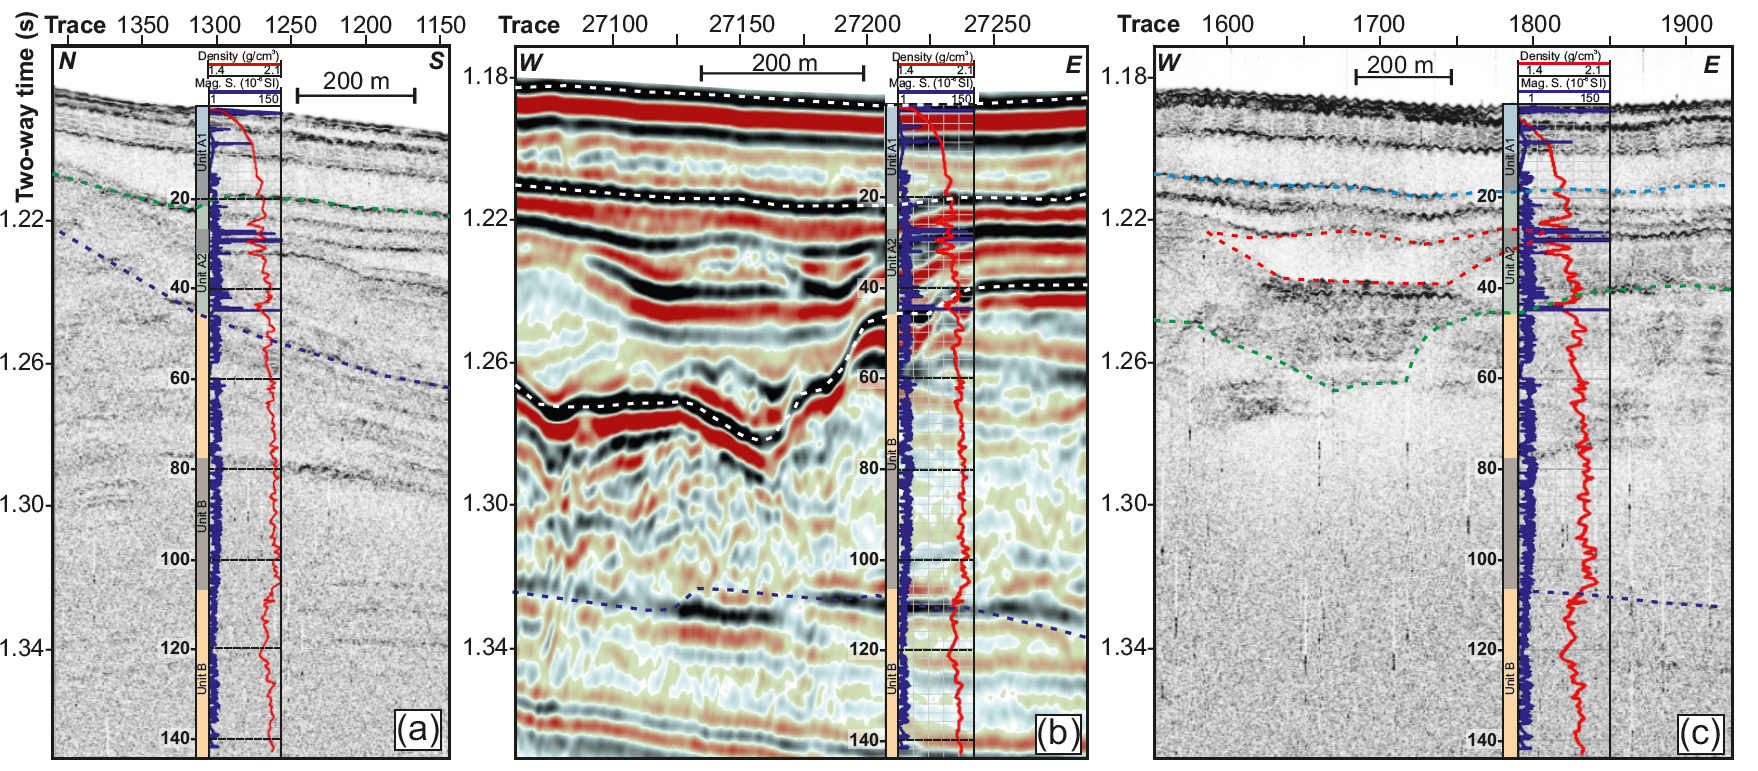 Two-way time (s)
Trace 1350 1300 1250 1200 1150
N S
Density (g/cm³)
1.4 2.1
Mag. S. (10⁻⁶ SI)
1 150
200 m
Unit A1
Unit A2
Unit B
Unit B
Unit B
20
40
60
80
100
120
140
1.22
1.26
1.30
1.34
(a)
Trace 27100 27150 27200 27250
W E
Density (g/cm³)
1.4 2.1
Mag. S. (10⁻⁶ SI)
1 150
200 m
1.18
1.22
1.26
1.30
1.34
Unit A1
Unit A2
Unit B
Unit B
20
40
60
80
100
120
140
(b)
Trace 1600 1700 1800 1900
W E
Density (g/cm³)
1.4 2.1
Mag. S. (10⁻⁶ SI)
1 150
200 m
1.18
1.22
1.26
1.30
1.34
Unit A1
Unit A2
Unit B
20
40
60
80
100
120
140
(c)